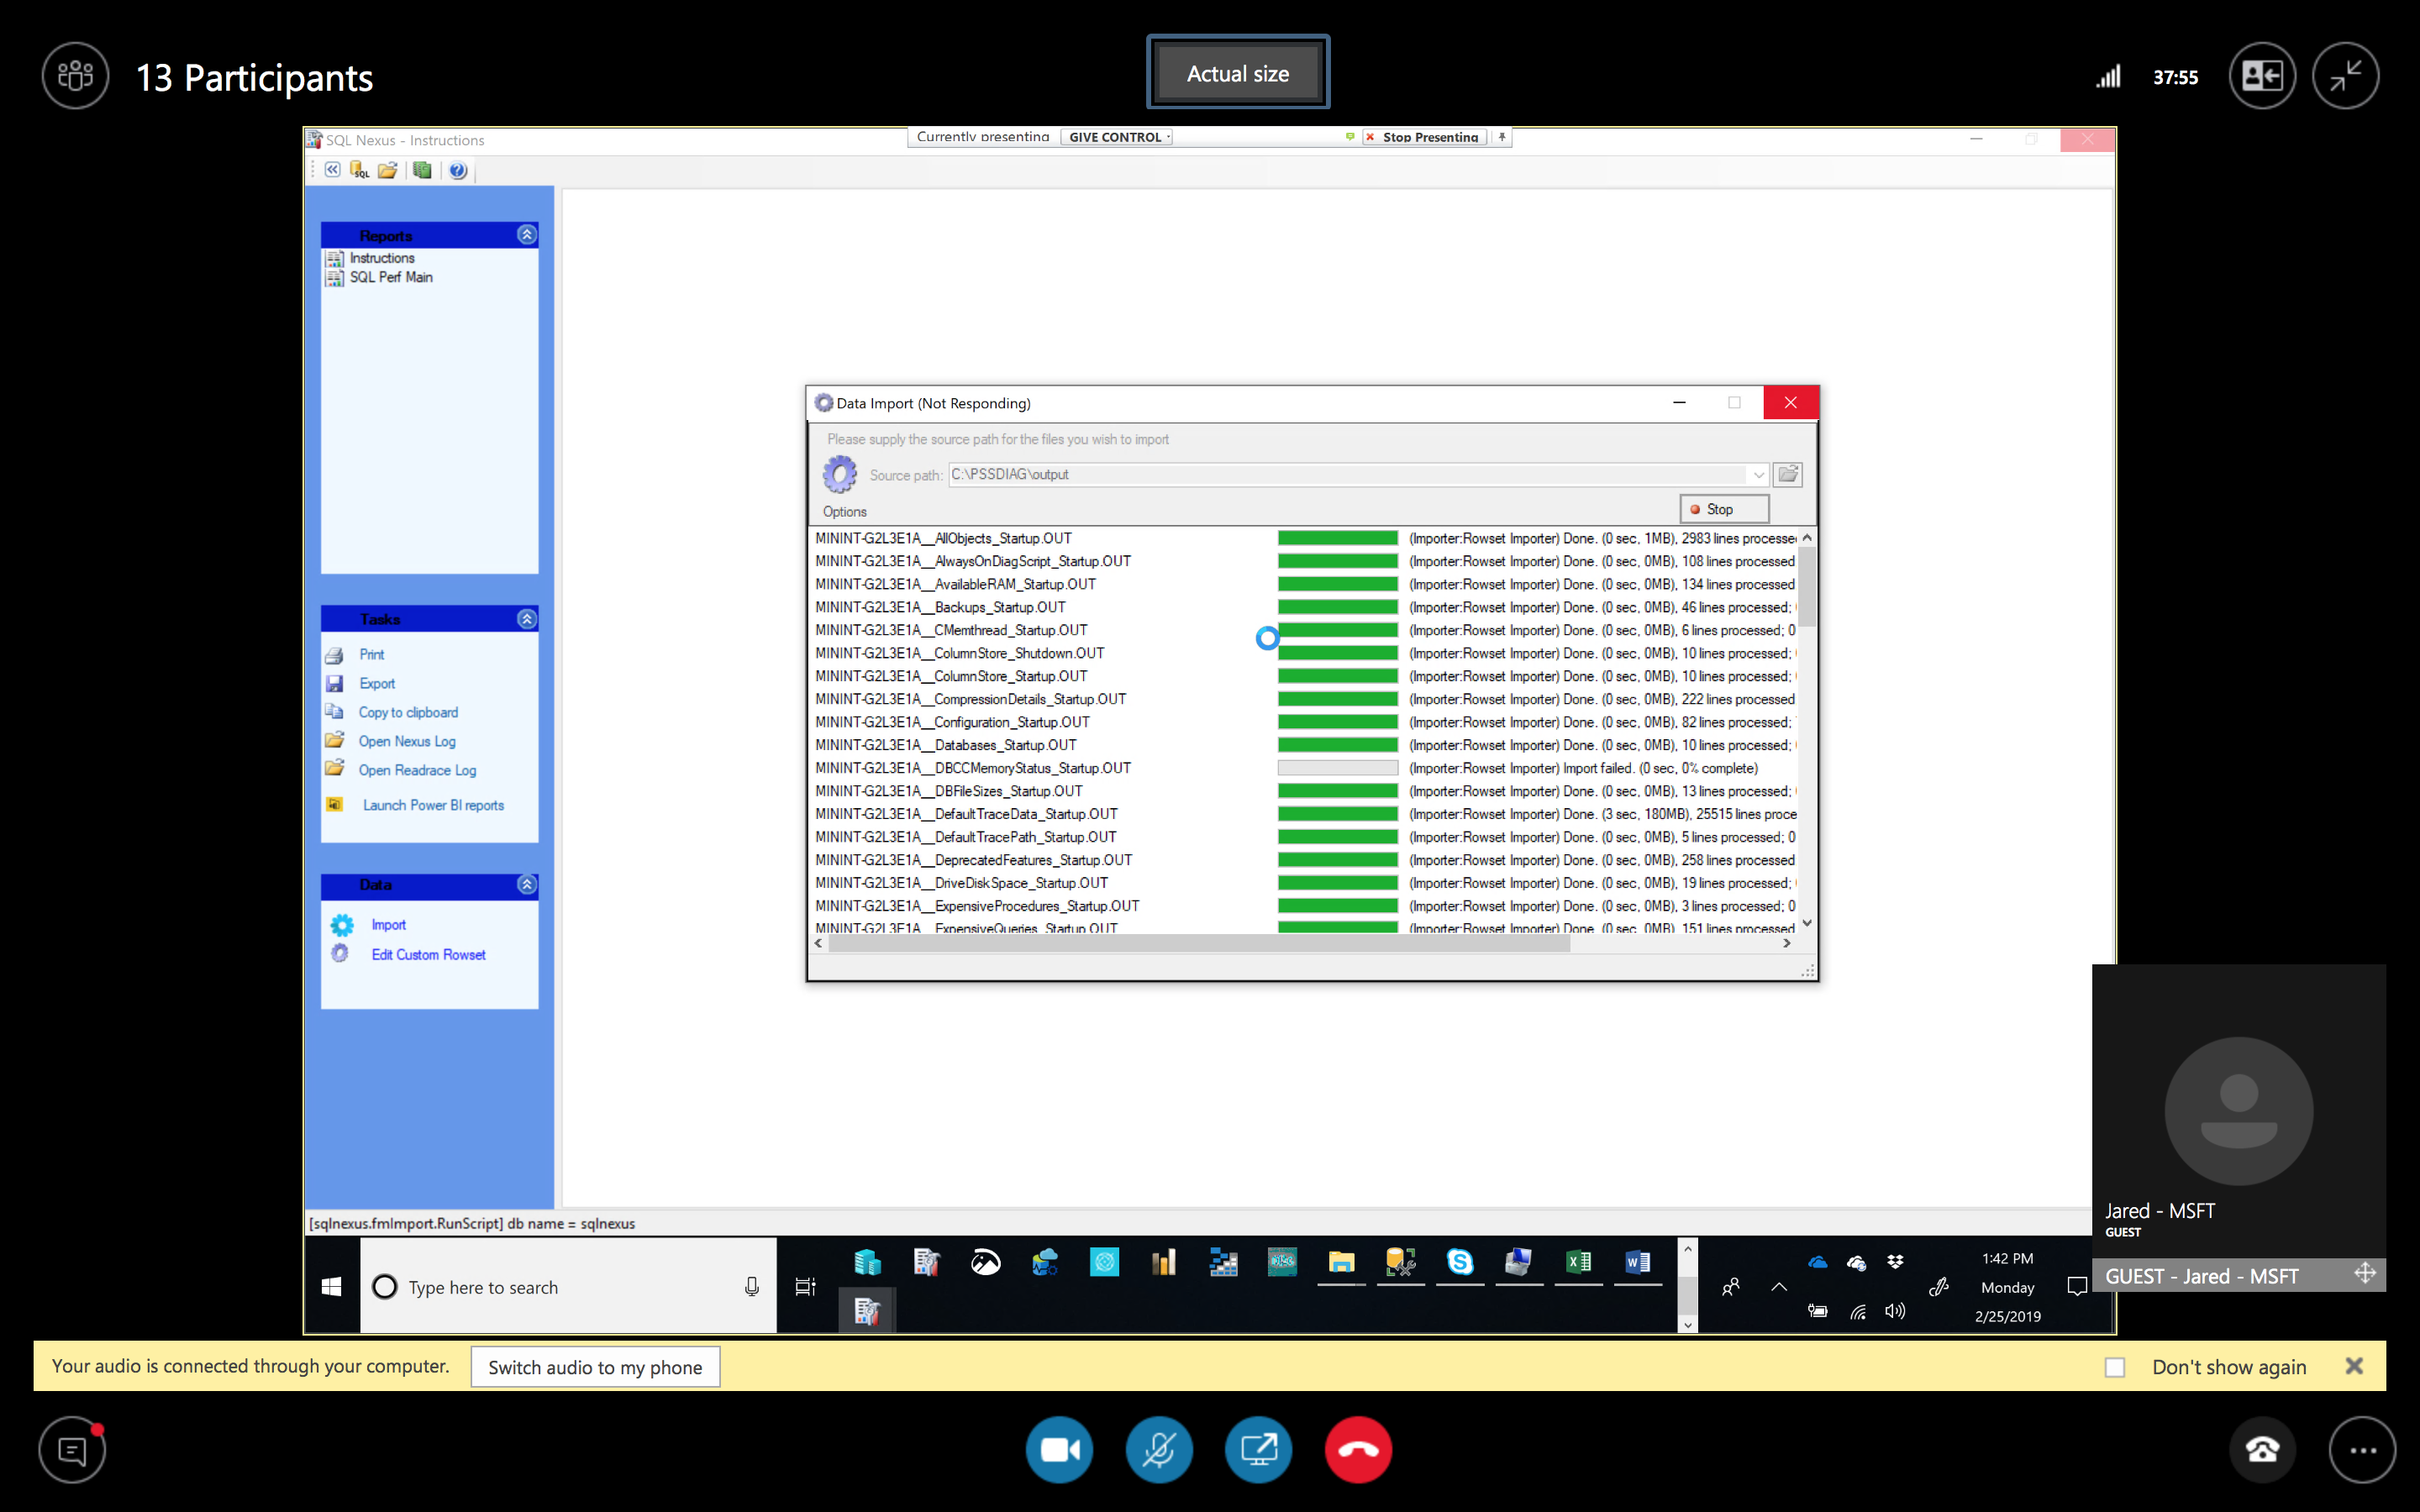 13 Participants
Actual size
37:55
SQL Nexus - Instructions
Currently presenting
GIVE CONTROL
Stop Presenting
SQL
Reports
Instructions
SQL Perf Main
Tasks
Print
Export
Copy to clipboard
Open Nexus Log
Open Readrace Log
Launch Power BI reports
Data
Import
Edit Custom Rowset
Data Import (Not Responding)
Please supply the source path for the files you wish to import
Source path: C:\PSSDIAG\output
Options
Stop
MININT-G2L3E1A__AllObjects_Startup.OUT (Importer:Rowset Importer) Done. (0 sec, 1MB), 2983 lines processe
MININT-G2L3E1A__AlwaysOnDiagScript_Startup.OUT (Importer:Rowset Importer) Done. (0 sec, 0MB), 108 lines processed
MININT-G2L3E1A__AvailableRAM_Startup.OUT (Importer:Rowset Importer) Done. (0 sec, 0MB), 134 lines processed
MININT-G2L3E1A__Backups_Startup.OUT (Importer:Rowset Importer) Done. (0 sec, 0MB), 46 lines processed;
MININT-G2L3E1A__CMemthread_Startup.OUT (Importer:Rowset Importer) Done. (0 sec, 0MB), 6 lines processed; 0
MININT-G2L3E1A__ColumnStore_Shutdown.OUT (Importer:Rowset Importer) Done. (0 sec, 0MB), 10 lines processed;
MININT-G2L3E1A__ColumnStore_Startup.OUT (Importer:Rowset Importer) Done. (0 sec, 0MB), 10 lines processed;
MININT-G2L3E1A__CompressionDetails_Startup.OUT (Importer:Rowset Importer) Done. (0 sec, 0MB), 222 lines processed
MININT-G2L3E1A__Configuration_Startup.OUT (Importer:Rowset Importer) Done. (0 sec, 0MB), 82 lines processed;
MININT-G2L3E1A__Databases_Startup.OUT (Importer:Rowset Importer) Done. (0 sec, 0MB), 10 lines processed;
MININT-G2L3E1A__DBCCMemoryStatus_Startup.OUT (Importer:Rowset Importer) Import failed. (0 sec, 0% complete)
MININT-G2L3E1A__DBFileSizes_Startup.OUT (Importer:Rowset Importer) Done. (0 sec, 0MB), 13 lines processed;
MININT-G2L3E1A__DefaultTraceData_Startup.OUT (Importer:Rowset Importer) Done. (3 sec, 180MB), 25515 lines proce
MININT-G2L3E1A__DefaultTracePath_Startup.OUT (Importer:Rowset Importer) Done. (0 sec, 0MB), 5 lines processed; 0
MININT-G2L3E1A__DeprecatedFeatures_Startup.OUT (Importer:Rowset Importer) Done. (0 sec, 0MB), 258 lines processed
MININT-G2L3E1A__DriveDiskSpace_Startup.OUT (Importer:Rowset Importer) Done. (0 sec, 0MB), 19 lines processed;
MININT-G2L3E1A__ExpensiveProcedures_Startup.OUT (Importer:Rowset Importer) Done. (0 sec, 0MB), 3 lines processed; 0
MININT-G2L3E1A__ExpensiveQueries_Startup.OUT (Importer:Rowset Importer) Done. (0 sec, 0MB), 151 lines processed
Jared - MSFT
GUEST
GUEST - Jared - MSFT
[sqlnexus.fmImport.RunScript] db name = sqlnexus
Type here to search
1:42 PM
Monday
2/25/2019
Your audio is connected through your computer.
Switch audio to my phone
Don't show again